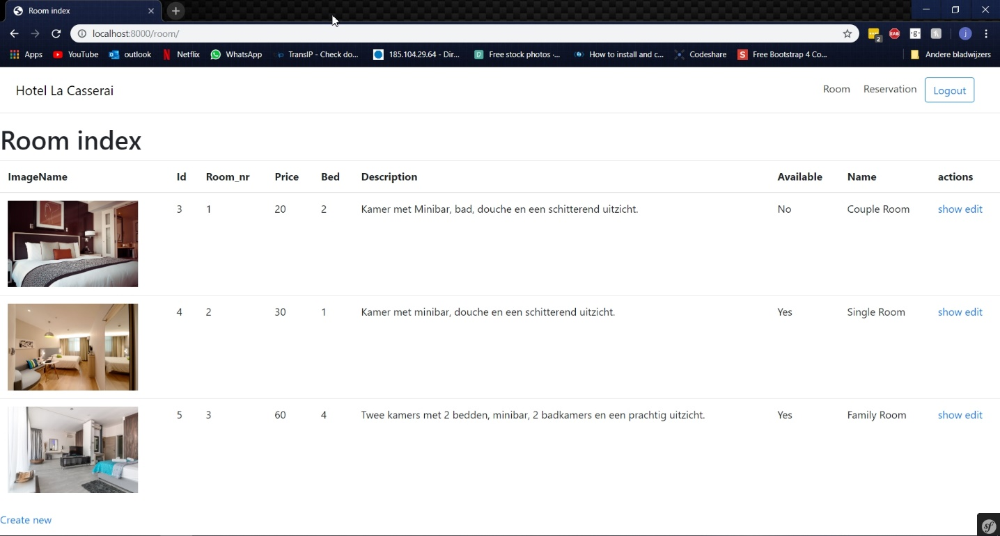 Room index
localhost:8000/room/
2
EAB
g
j
Apps YouTube outlook Netflix WhatsApp TransIP - Check do... 185.104.29.64 - Dir... Free stock photos ·... How to install and c... Codeshare S Free Bootstrap 4 Co... Andere bladwijzers
Hotel La Casserai
Room Reservation Logout
Room index
ImageName Id Room_nr Price Bed Description Available Name actions
3 1 20 2 Kamer met Minibar, bad, douche en een schitterend uitzicht. No Couple Room show edit
4 2 30 1 Kamer met minibar, douche en een schitterend uitzicht. Yes Single Room show edit
5 3 60 4 Twee kamers met 2 bedden, minibar, 2 badkamers en een prachtig uitzicht. Yes Family Room show edit
Create new
sf